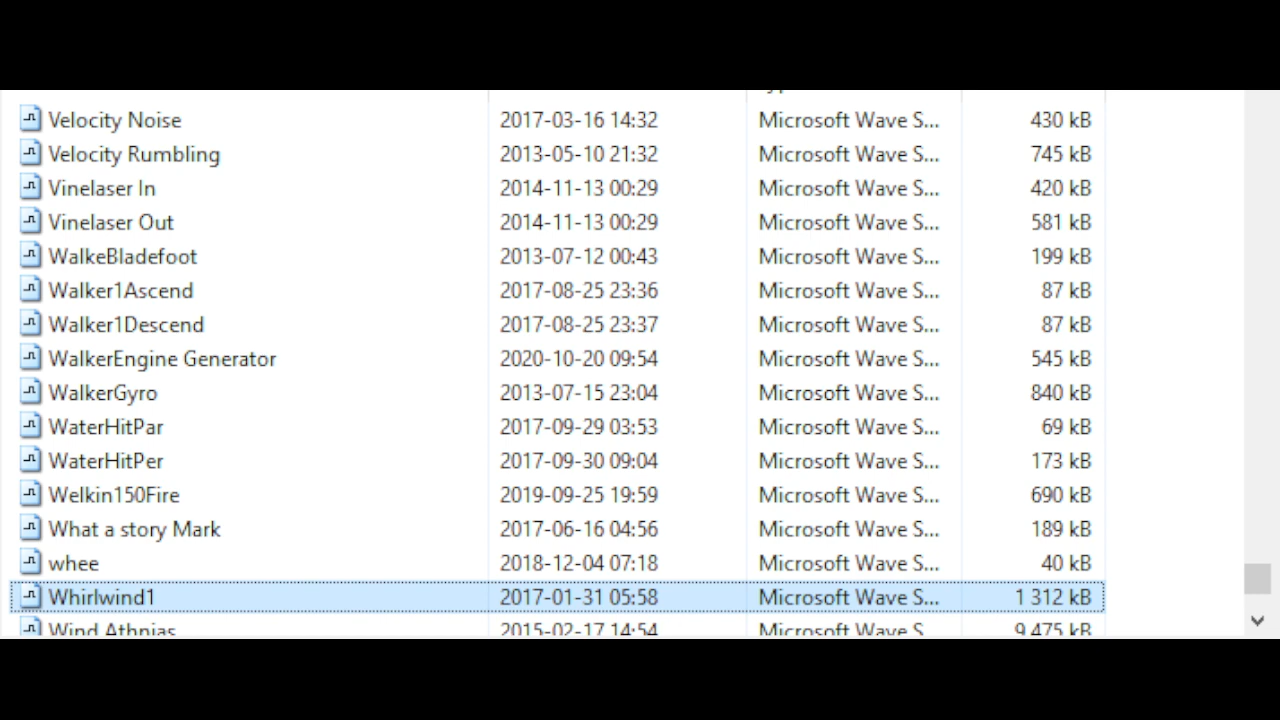 Velocity Noise 2017-03-16 14:32 Microsoft Wave S... 430 kB
Velocity Rumbling 2013-05-10 21:32 Microsoft Wave S... 745 kB
Vinelaser In 2014-11-13 00:29 Microsoft Wave S... 420 kB
Vinelaser Out 2014-11-13 00:29 Microsoft Wave S... 581 kB
WalkeBladefoot 2013-07-12 00:43 Microsoft Wave S... 199 kB
Walker1Ascend 2017-08-25 23:36 Microsoft Wave S... 87 kB
Walker1Descend 2017-08-25 23:37 Microsoft Wave S... 87 kB
WalkerEngine Generator 2020-10-20 09:54 Microsoft Wave S... 545 kB
WalkerGyro 2013-07-15 23:04 Microsoft Wave S... 840 kB
WaterHitPar 2017-09-29 03:53 Microsoft Wave S... 69 kB
WaterHitPer 2017-09-30 09:04 Microsoft Wave S... 173 kB
Welkin150Fire 2019-09-25 19:59 Microsoft Wave S... 690 kB
What a story Mark 2017-06-16 04:56 Microsoft Wave S... 189 kB
whee 2018-12-04 07:18 Microsoft Wave S... 40 kB
Whirlwind1 2017-01-31 05:58 Microsoft Wave S... 1 312 kB
Wind Athnias 2015-02-17 14:54 Microsoft Wave S 9 475 kB